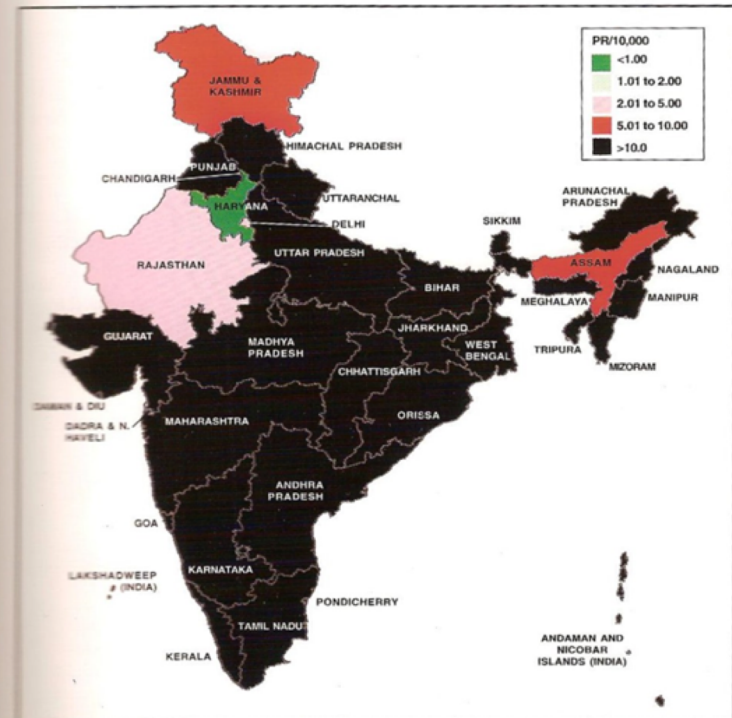 PR/10,000
<1.00
1.01 to 2.00
2.01 to 5.00
5.01 to 10.00
>10.0
JAMMU &
KASHMIR
HIMACHAL PRADESH
PUNJAB
CHANDIGARH
UTTARANCHAL
HARYANA
DELHI
ARUNACHAL
PRADESH
SIKKIM
RAJASTHAN
UTTAR PRADESH
ASSAM
NAGALAND
BIHAR
MEGHALAYA
MANIPUR
GUJARAT
MADHYA
PRADESH
JHARKHAND
WEST
BENGAL
TRIPURA
MIZORAM
CHHATTISGARH
DAMAN & DIU
DADRA & N.
HAVELI
MAHARASHTRA
ORISSA
ANDHRA
PRADESH
GOA
KARNATAKA
LAKSHADWEEP
(INDIA)
PONDICHERRY
TAMIL NADU
KERALA
ANDAMAN AND
NICOBAR
ISLANDS (INDIA)